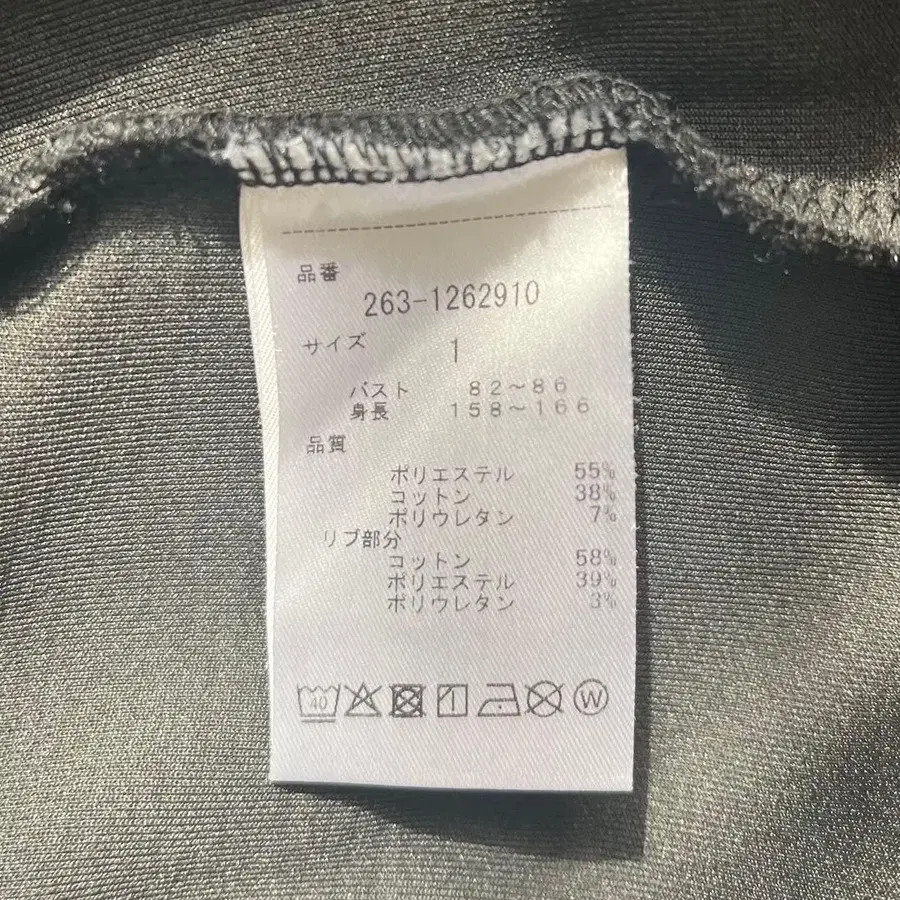 品番
263-1262910
サイズ 1
バスト 82～86
身長 158～166
品質
ポリエステル 55%
コットン 38%
ポリウレタン 7%
リブ部分
コットン 58%
ポリエステル 39%
ポリウレタン 3%
40 W